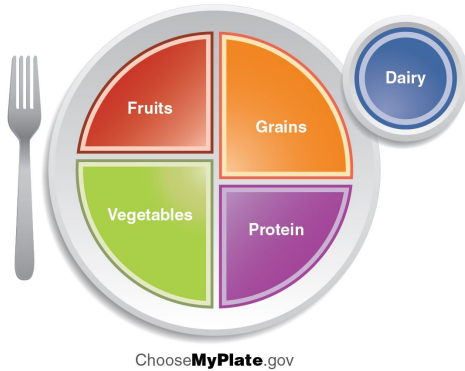 Dairy
Fruits
Grains
Vegetables
Protein
ChooseMyPlate.gov